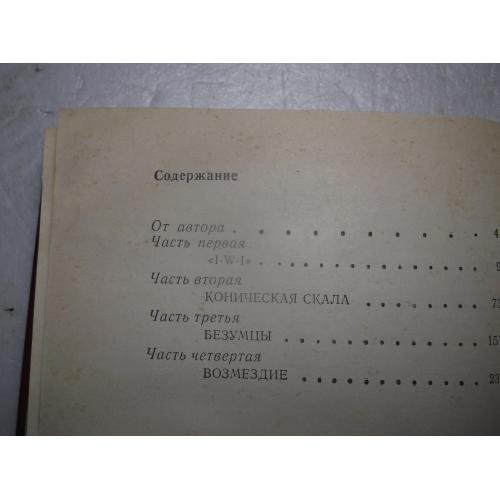 Содержание
От автора . . . . . . . . . . 4
Часть первая
«I-W-I» . . . . . . . . . . . 9
Часть вторая
КОНИЧЕСКАЯ СКАЛА . . . . . . .
Часть третья
БЕЗУМЦЫ . . . . . . . . . . .
Часть четвертая
ВОЗМЕЗДИЕ . . . . . . . . . .